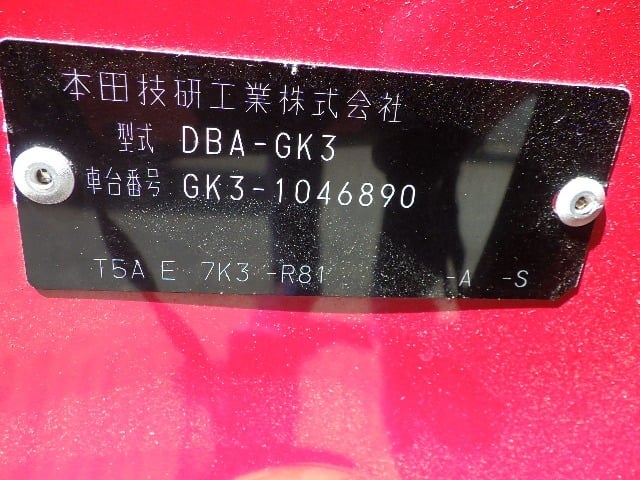 本田技研工業株式会社
型式 DBA-GK3
車台番号 GK3-1046890
T5A E 7K3 -R81 -A -S